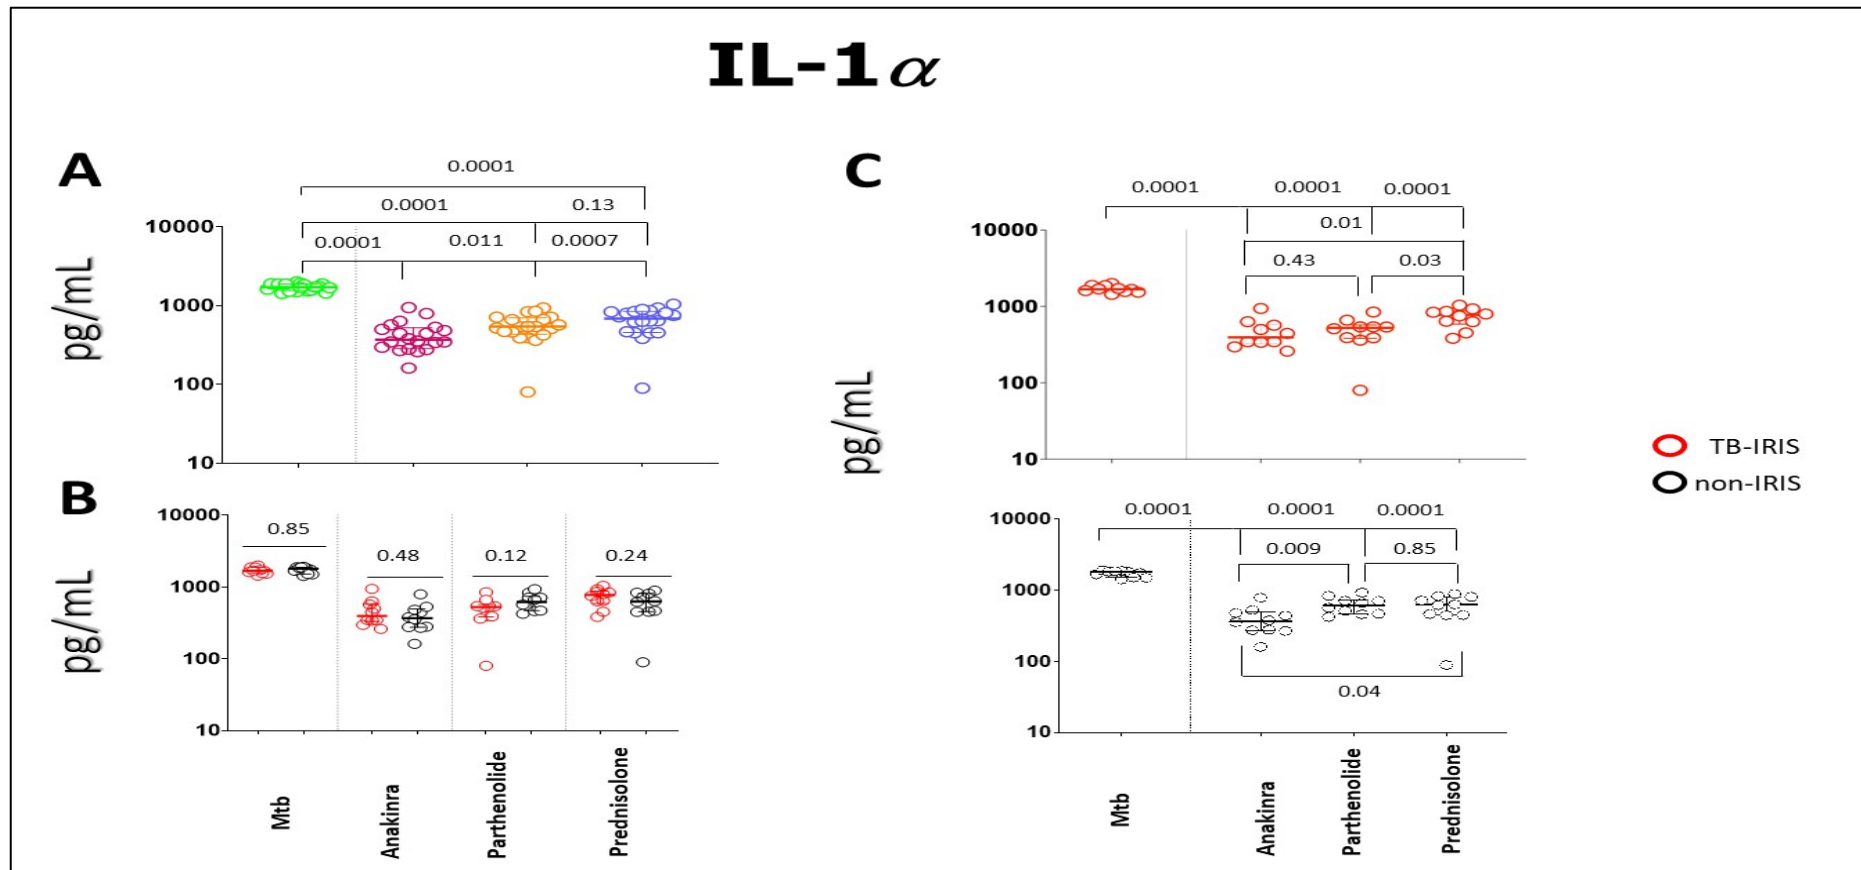 IL-1α
A
0.0001
0.0001 0.13
0.0001 0.011 0.0007
pg/mL
10000
1000
100
10
B
pg/mL
10000
1000
100
10
0.85
0.48
0.12
0.24
Mtb
Anakinra
Parthenolide
Prednisolone
C
0.0001 0.0001 0.0001
0.01
0.43 0.03
pg/mL
10000
1000
100
10
0.0001 0.0001 0.0001
0.009 0.85
10000
1000
100
10
0.04
Mtb
Anakinra
Parthenolide
Prednisolone
TB-IRIS
non-IRIS